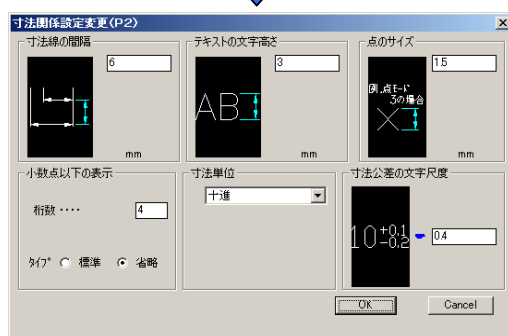 寸法関係設定変更(P2)
寸法線の間隔
6
mm
テキストの文字高さ
3
AB
mm
点のサイズ
1.5
例.点ﾓｰﾄﾞ
3の場合
mm
小数点以下の表示
桁数 ････
4
ﾀｲﾌﾟ
標準
省略
寸法単位
十進
寸法公差の文字尺度
10+0.1
-0.2
0.4
OK
Cancel